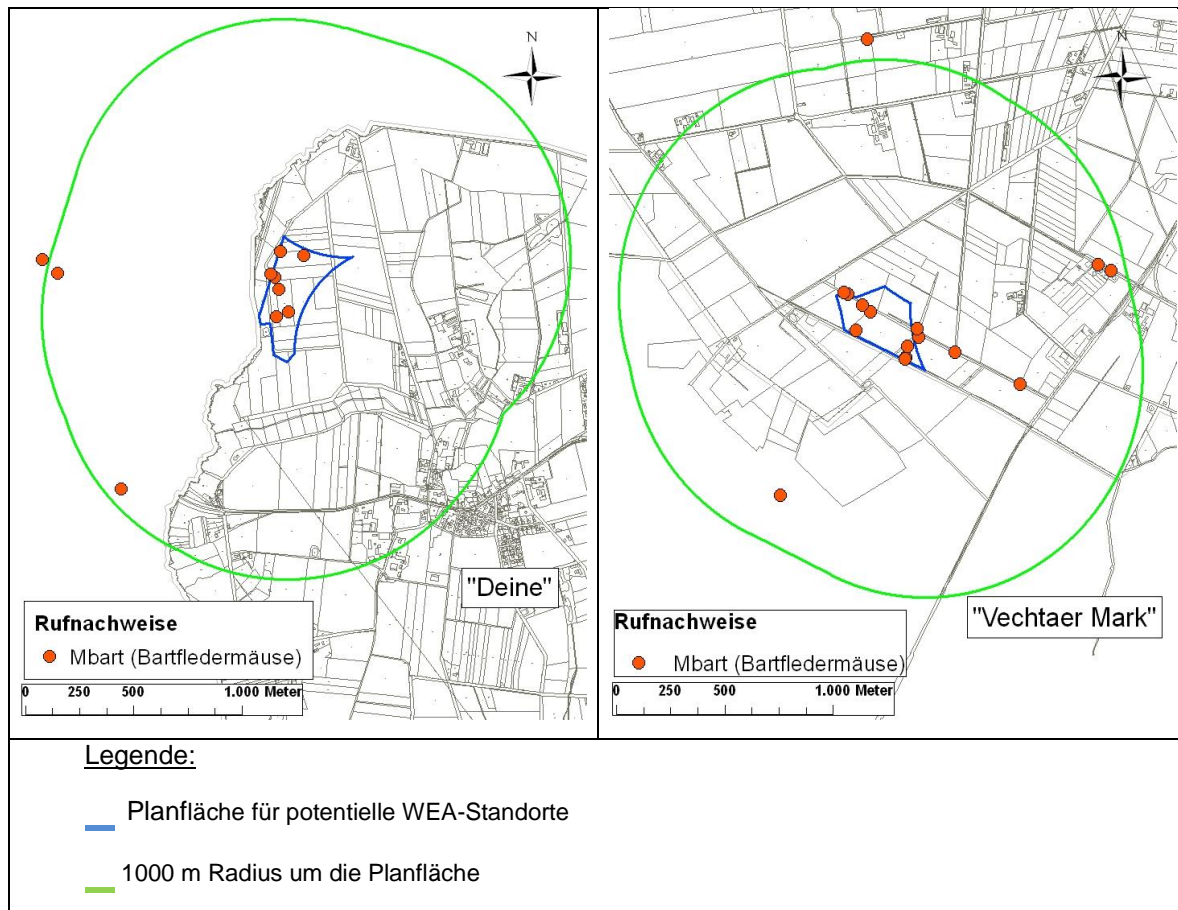 N
"Deine"
Rufnachweise
Mbart (Bartfledermäuse)
0 250 500 1.000 Meter
N
"Vechtaer Mark"
Rufnachweise
Mbart (Bartfledermäuse)
0 250 500 1.000 Meter
Legende:
Planfläche für potentielle WEA-Standorte
1000 m Radius um die Planfläche